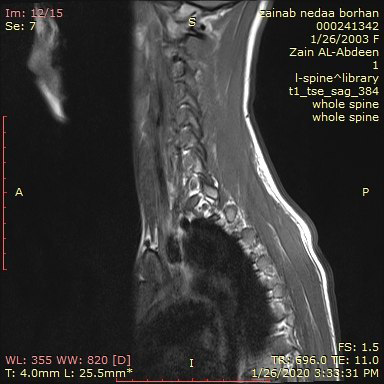 Im: 12/15
Se: 7
S
zainab nedaa borhan
000241342
1/26/2003 F
Zain AL-Abdeen
1
l-spine^library
t1_tse_sag_384
whole spine
whole spine
A
P
WL: 355 WW: 820 [D]
T: 4.0mm L: 25.5mm*
I
FS: 1.5
TR: 696.0 TE: 11.0
1/26/2020 3:33:31 PM